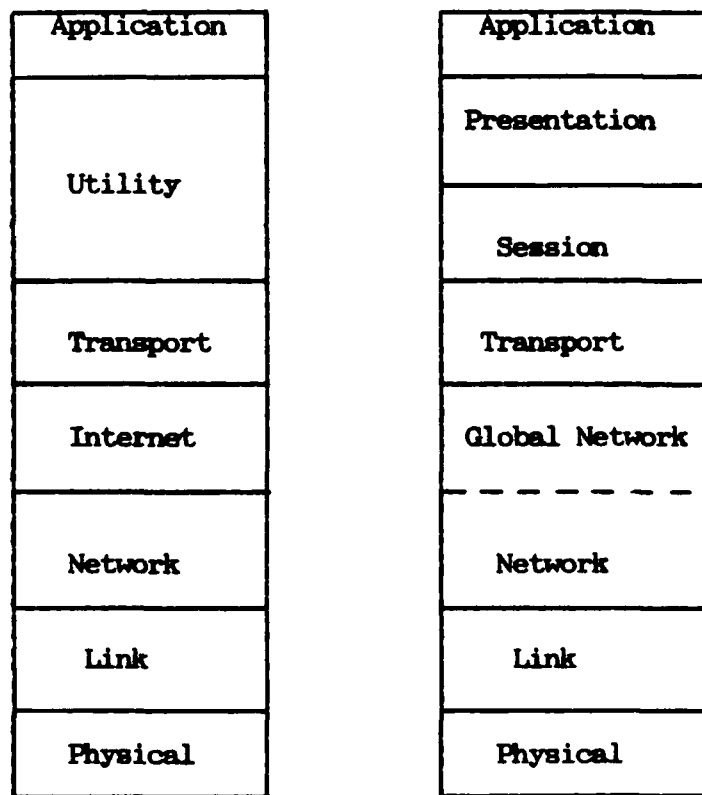 Application
Utility
Transport
Internet
Network
Link
Physical
Application
Presentation
Session
Transport
Global Network
Network
Link
Physical